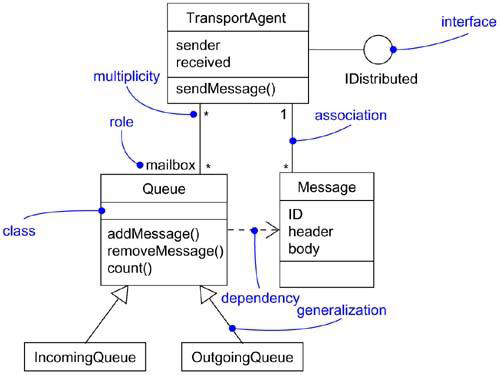 TransportAgent
interface
sender
received
IDistributed
multiplicity
sendMessage()
* 1
association
role
mailbox * *
Queue Message
class
addMessage()
removeMessage()
count()
ID
header
body
dependency
generalization
IncomingQueue OutgoingQueue